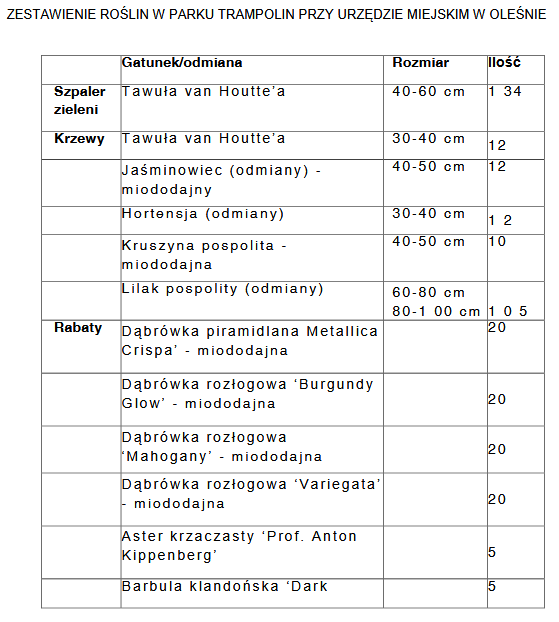 ZESTAWIENIE ROŚLIN W PARKU TRAMPOLIN PRZY URZĘDZIE MIEJSKIM W OLEŚNIE
Gatunek/odmiana Rozmiar Ilość
Szpaler zieleni Tawuła van Houtte’a 40-60 cm 1 34
Krzewy Tawuła van Houtte’a 30-40 cm 12
Jaśminowiec (odmiany) - miododajny 40-50 cm 12
Hortensja (odmiany) 30-40 cm 1 2
Kruszyna pospolita - miododajna 40-50 cm 10
Lilak pospolity (odmiany) 60-80 cm
80-1 00 cm 1 0 5
Rabaty Dąbrówka piramidlana Metallica Crispa’ - miododajna 20
Dąbrówka rozłogowa ‘Burgundy Glow’ - miododajna 20
Dąbrówka rozłogowa ‘Mahogany’ - miododajna 20
Dąbrówka rozłogowa ‘Variegata’ - miododajna 20
Aster krzaczasty ‘Prof. Anton Kippenberg’ 5
Barbula klandońska ‘Dark 5